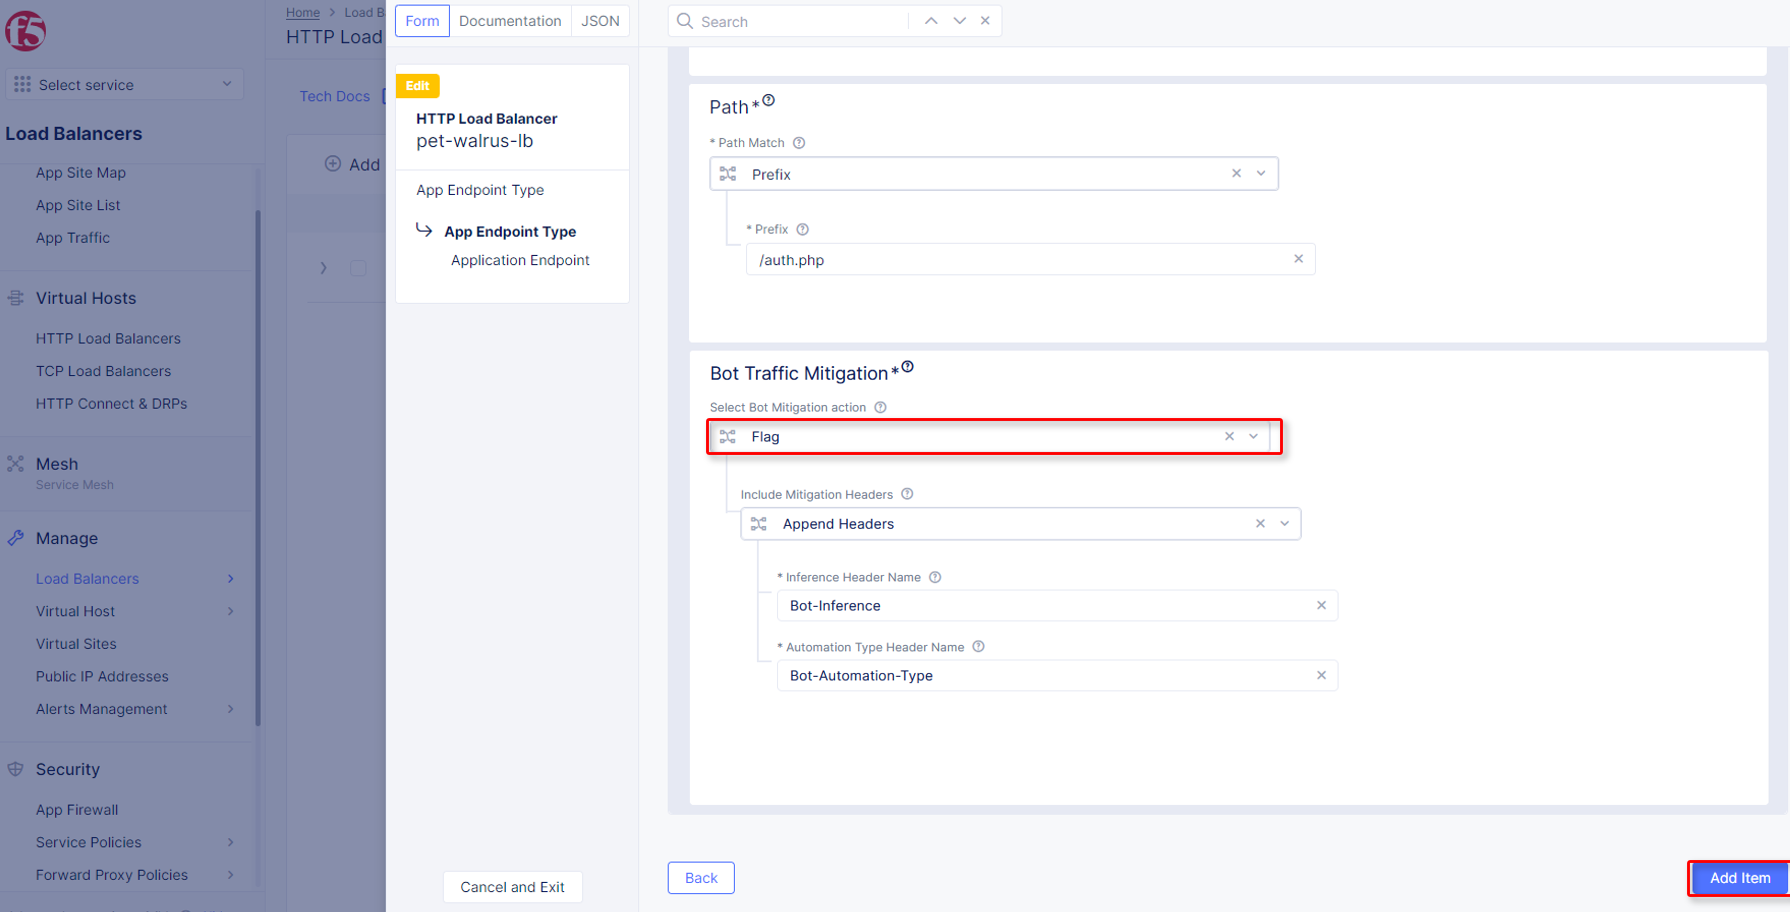 f5
Select service
Load Balancers
App Site Map
App Site List
App Traffic
Virtual Hosts
HTTP Load Balancers
TCP Load Balancers
HTTP Connect & DRPs
Mesh
Service Mesh
Manage
Load Balancers
Virtual Host
Virtual Sites
Public IP Addresses
Alerts Management
Security
App Firewall
Service Policies
Forward Proxy Policies
Home > Load B
HTTP Load
Tech Docs
Add
Form
Documentation
JSON
Edit
HTTP Load Balancer
pet-walrus-lb
App Endpoint Type
App Endpoint Type
Application Endpoint
Cancel and Exit
Search
Path*
* Path Match
Prefix
* Prefix
/auth.php
Bot Traffic Mitigation*
Select Bot Mitigation action
Flag
Include Mitigation Headers
Append Headers
* Inference Header Name
Bot-Inference
* Automation Type Header Name
Bot-Automation-Type
Back
Add Item